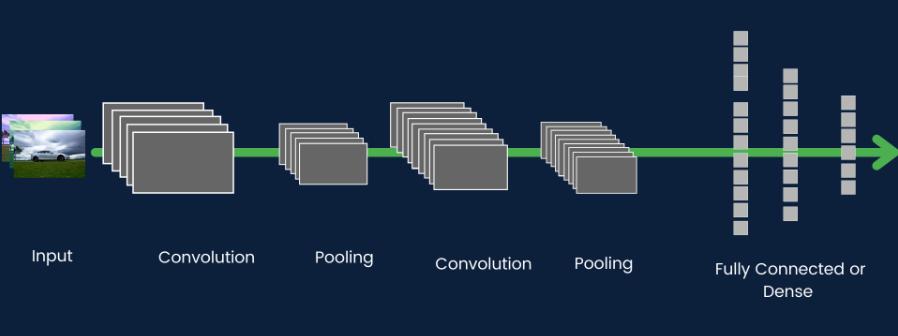 Input
Convolution
Pooling
Convolution
Pooling
Fully Connected or
Dense